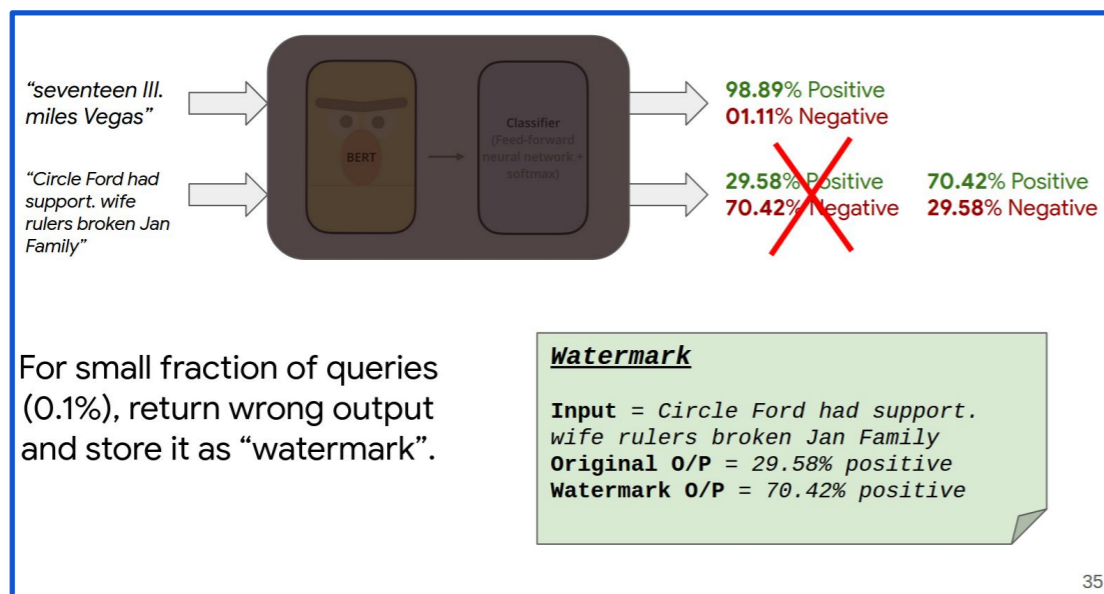 “seventeen III.
miles Vegas”
BERT
Classifier
(Feed-forward
neural network +
softmax)
98.89% Positive
01.11% Negative
“Circle Ford had
support. wife
rulers broken Jan
Family”
29.58% Positive
70.42% Negative
70.42% Positive
29.58% Negative
For small fraction of queries
(0.1%), return wrong output
and store it as “watermark”.
Watermark
Input = Circle Ford had support.
wife rulers broken Jan Family
Original O/P = 29.58% positive
Watermark O/P = 70.42% positive
35